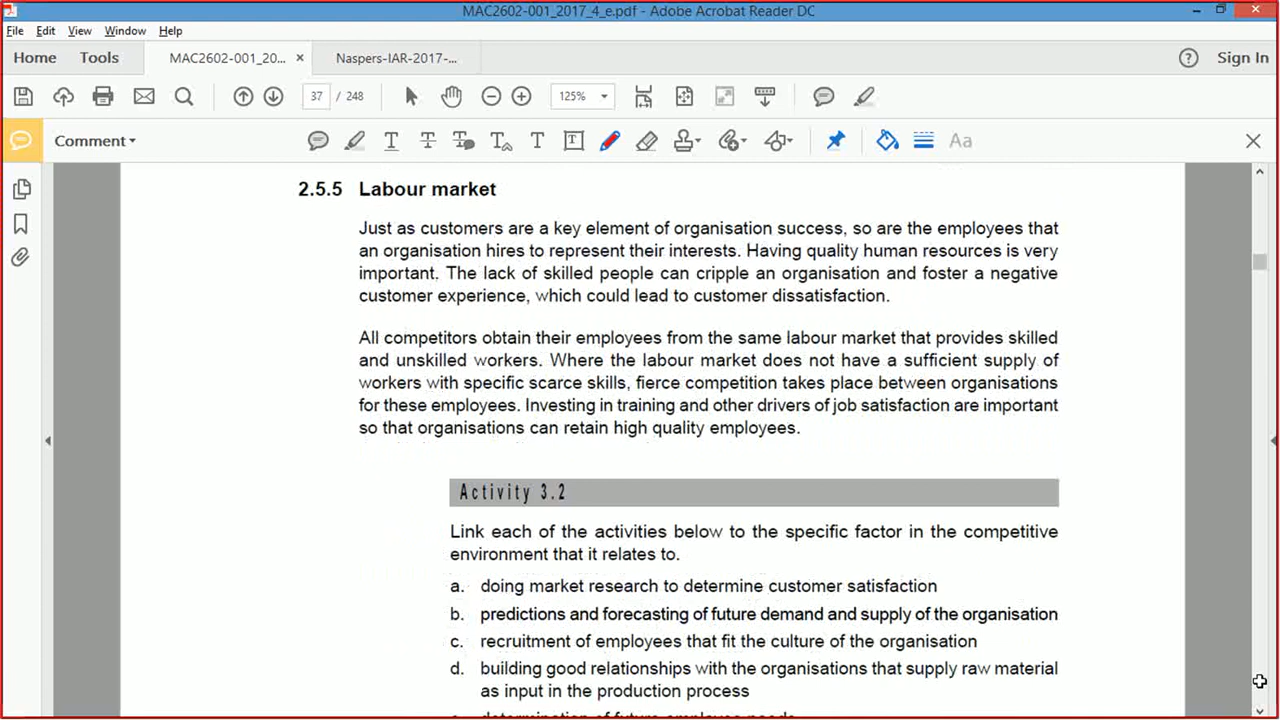 MAC2602-001_2017_4_e.pdf - Adobe Acrobat Reader DC
File Edit View Window Help
Home Tools MAC2602-001_20... × Naspers-IAR-2017-... Sign In
37 / 248 125%
Comment
2.5.5 Labour market
Just as customers are a key element of organisation success, so are the employees that
an organisation hires to represent their interests. Having quality human resources is very
important. The lack of skilled people can cripple an organisation and foster a negative
customer experience, which could lead to customer dissatisfaction.
All competitors obtain their employees from the same labour market that provides skilled
and unskilled workers. Where the labour market does not have a sufficient supply of
workers with specific scarce skills, fierce competition takes place between organisations
for these employees. Investing in training and other drivers of job satisfaction are important
so that organisations can retain high quality employees.
Activity 3.2
Link each of the activities below to the specific factor in the competitive
environment that it relates to.
a. doing market research to determine customer satisfaction
b. predictions and forecasting of future demand and supply of the organisation
c. recruitment of employees that fit the culture of the organisation
d. building good relationships with the organisations that supply raw material
as input in the production process
e. determination of future employee needs